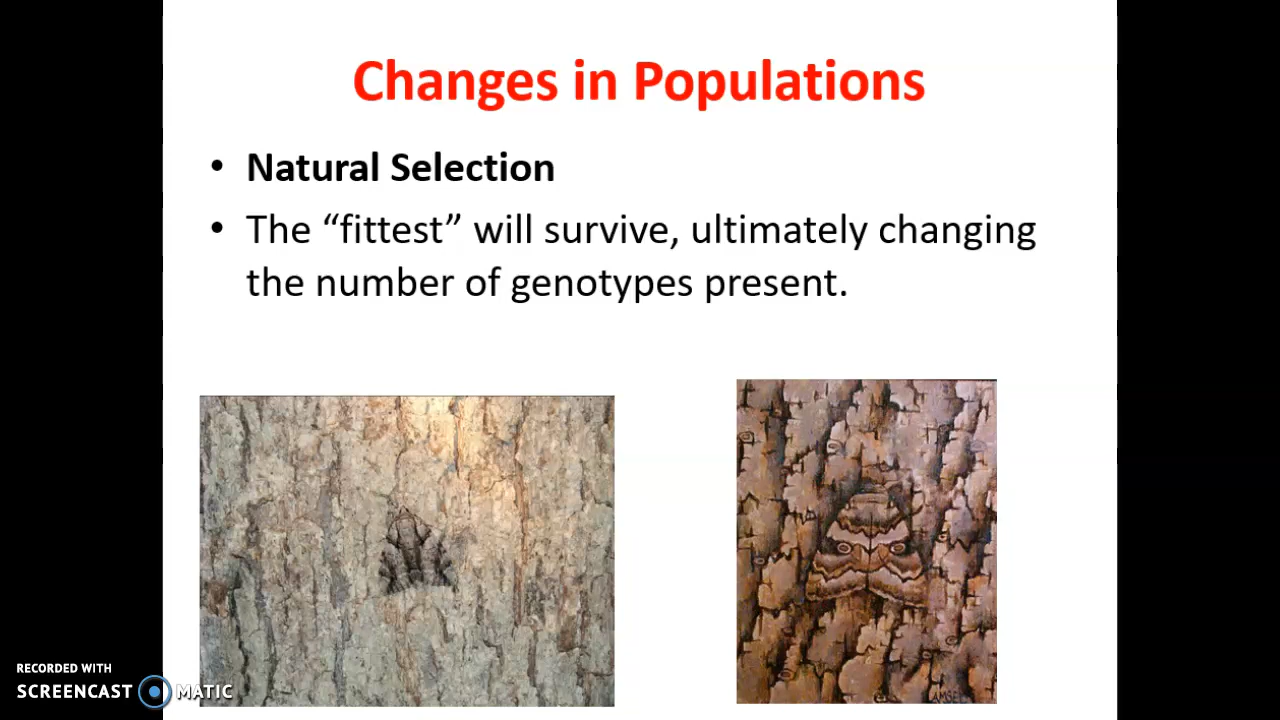 Changes in Populations
• Natural Selection
• The “fittest” will survive, ultimately changing
the number of genotypes present.
RECORDED WITH
SCREENCAST MATIC